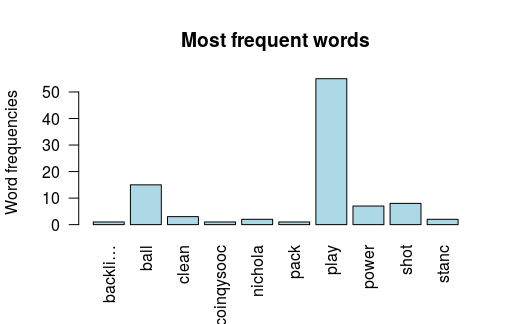 Most frequent words
Word frequencies
50
40
30
20
10
0
backli...
ball
clean
coinqysooc
nichola
pack
play
power
shot
stanc